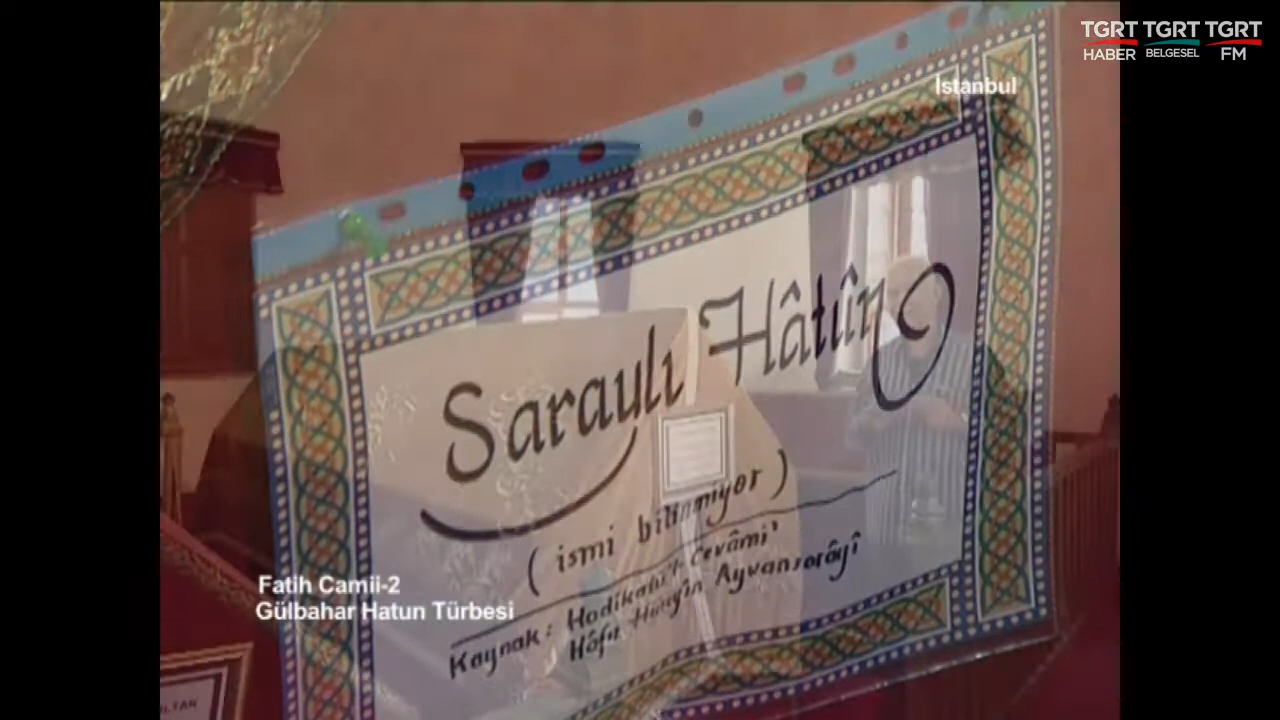 TGRT TGRT TGRT
HABER BELGESEL FM
İstanbul
Saraylı Hâtûn
( ismi bilinmiyor )
Kaynak: Hadikatü'l-Cevâmi'
Hâfız Hüseyin Ayvansarâyî
Fatih Camii-2
Gülbahar Hatun Türbesi